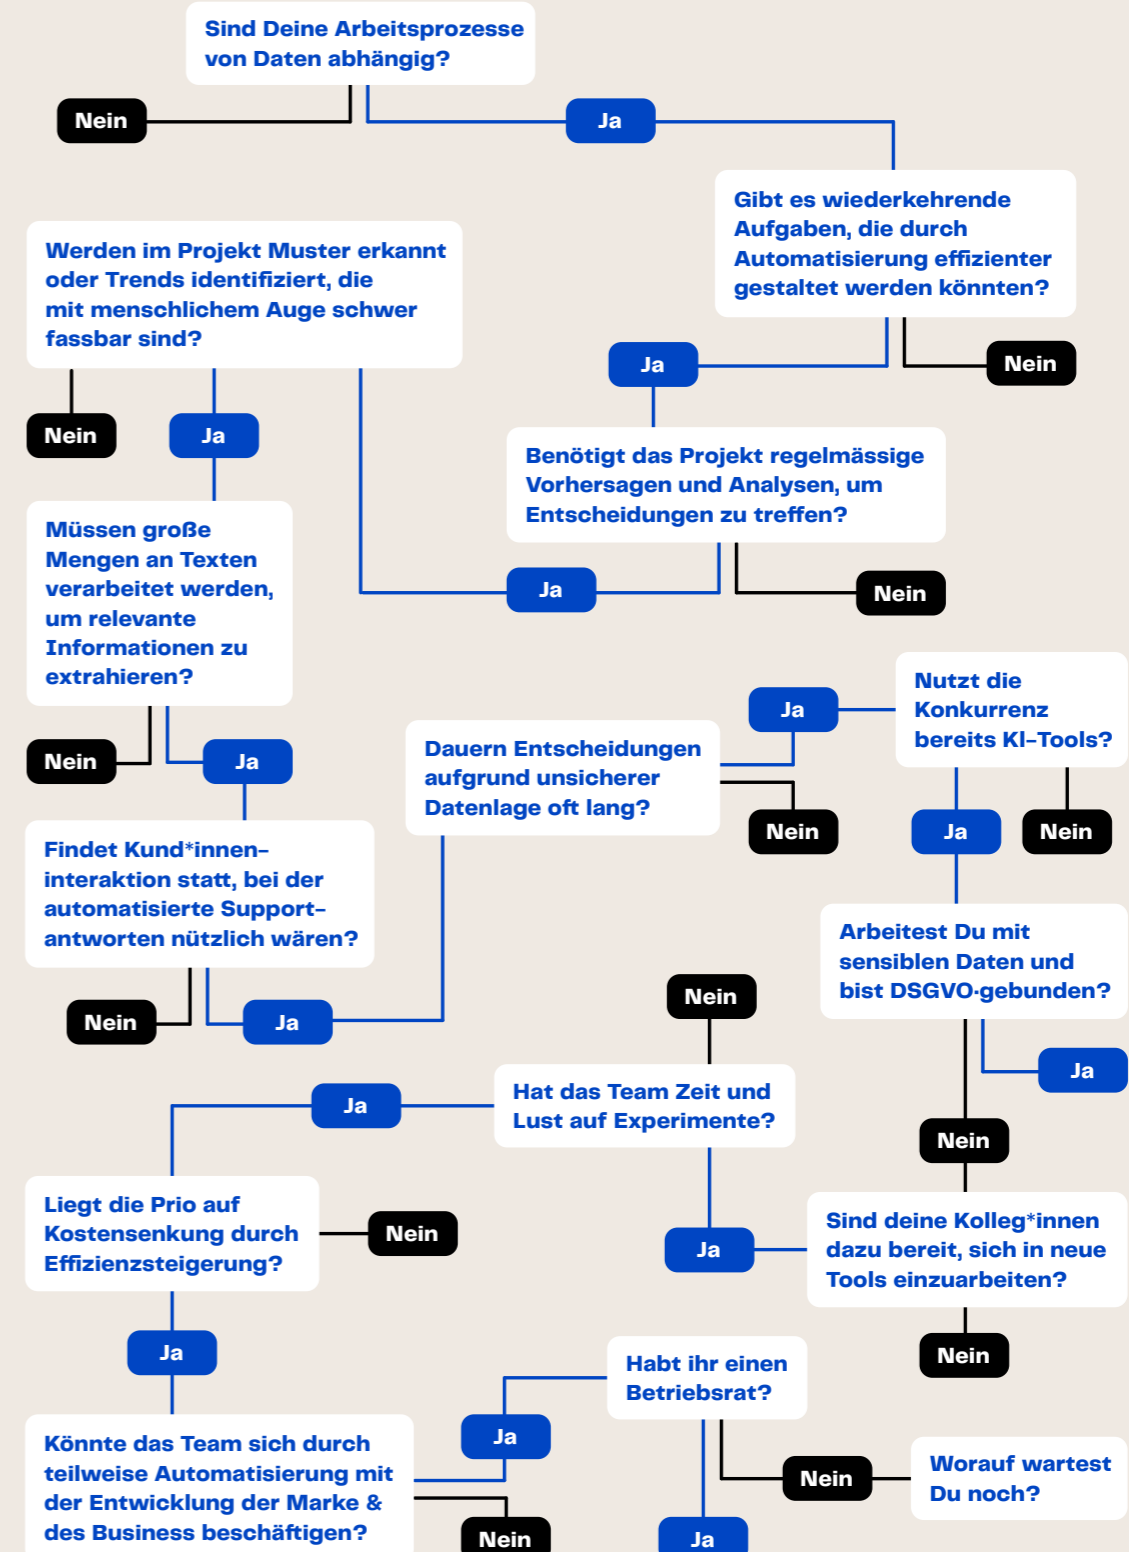 Sind Deine Arbeitsprozesse
von Daten abhängig?
Nein
Ja
Gibt es wiederkehrende
Aufgaben, die durch
Automatisierung effizienter
gestaltet werden könnten?
Ja
Nein
Benötigt das Projekt regelmässige
Vorhersagen und Analysen, um
Entscheidungen zu treffen?
Ja
Nein
Werden im Projekt Muster erkannt
oder Trends identifiziert, die
mit menschlichem Auge schwer
fassbar sind?
Nein
Ja
Müssen große
Mengen an Texten
verarbeitet werden,
um relevante
Informationen zu
extrahieren?
Nein
Ja
Findet Kund*innen-
interaktion statt, bei der
automatisierte Support-
antworten nützlich wären?
Nein
Ja
Dauern Entscheidungen
aufgrund unsicherer
Datenlage oft lang?
Ja
Nein
Nutzt die
Konkurrenz
bereits KI-Tools?
Ja
Nein
Arbeitest Du mit
sensiblen Daten und
bist DSGVO·gebunden?
Ja
Nein
Sind deine Kolleg*innen
dazu bereit, sich in neue
Tools einzuarbeiten?
Ja
Nein
Hat das Team Zeit und
Lust auf Experimente?
Nein
Ja
Liegt die Prio auf
Kostensenkung durch
Effizienzsteigerung?
Nein
Ja
Könnte das Team sich durch
teilweise Automatisierung mit
der Entwicklung der Marke &
des Business beschäftigen?
Ja
Nein
Habt ihr einen
Betriebsrat?
Ja
Nein
Worauf wartest
Du noch?